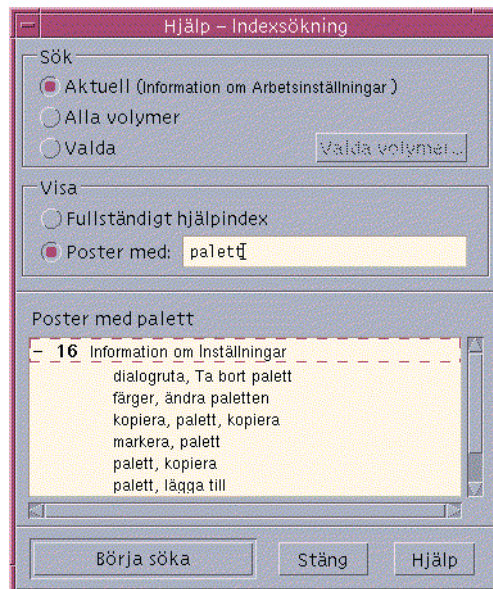 Hjälp – Indexsökning
Sök
Aktuell (Information om Arbetsinställningar )
Alla volymer
Valda
Valda volymer...
Visa
Fullständigt hjälpindex
Poster med: palett
Poster med palett
– 16 Information om Inställningar
dialogruta, Ta bort palett
färger, ändra paletten
kopiera, palett, kopiera
markera, palett
palett, kopiera
palett, lägga till
Börja söka Stäng Hjälp